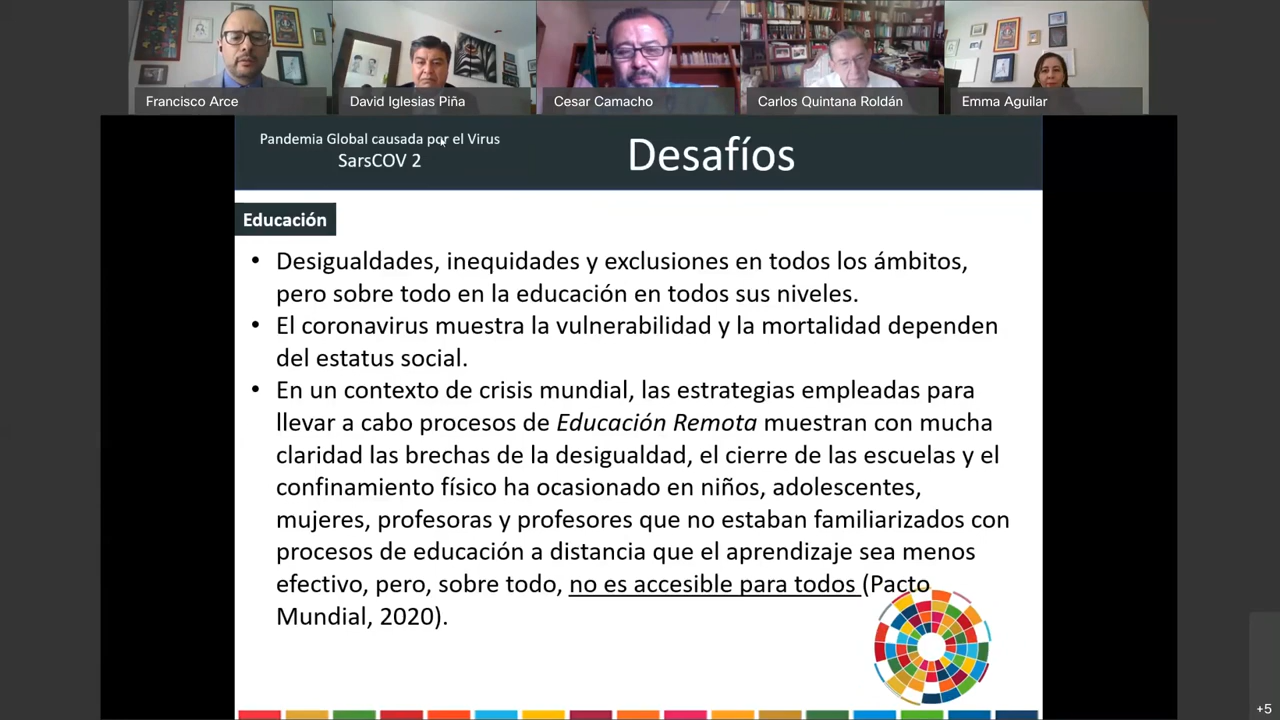 Francisco Arce
David Iglesias Piña
Cesar Camacho
Carlos Quintana Roldán
Emma Aguilar
Pandemia Global causada por el Virus
SarsCOV 2
Desafíos
Educación
• Desigualdades, inequidades y exclusiones en todos los ámbitos,
pero sobre todo en la educación en todos sus niveles.
• El coronavirus muestra la vulnerabilidad y la mortalidad dependen
del estatus social.
• En un contexto de crisis mundial, las estrategias empleadas para
llevar a cabo procesos de Educación Remota muestran con mucha
claridad las brechas de la desigualdad, el cierre de las escuelas y el
confinamiento físico ha ocasionado en niños, adolescentes,
mujeres, profesoras y profesores que no estaban familiarizados con
procesos de educación a distancia que el aprendizaje sea menos
efectivo, pero, sobre todo, no es accesible para todos (Pacto
Mundial, 2020).
+5